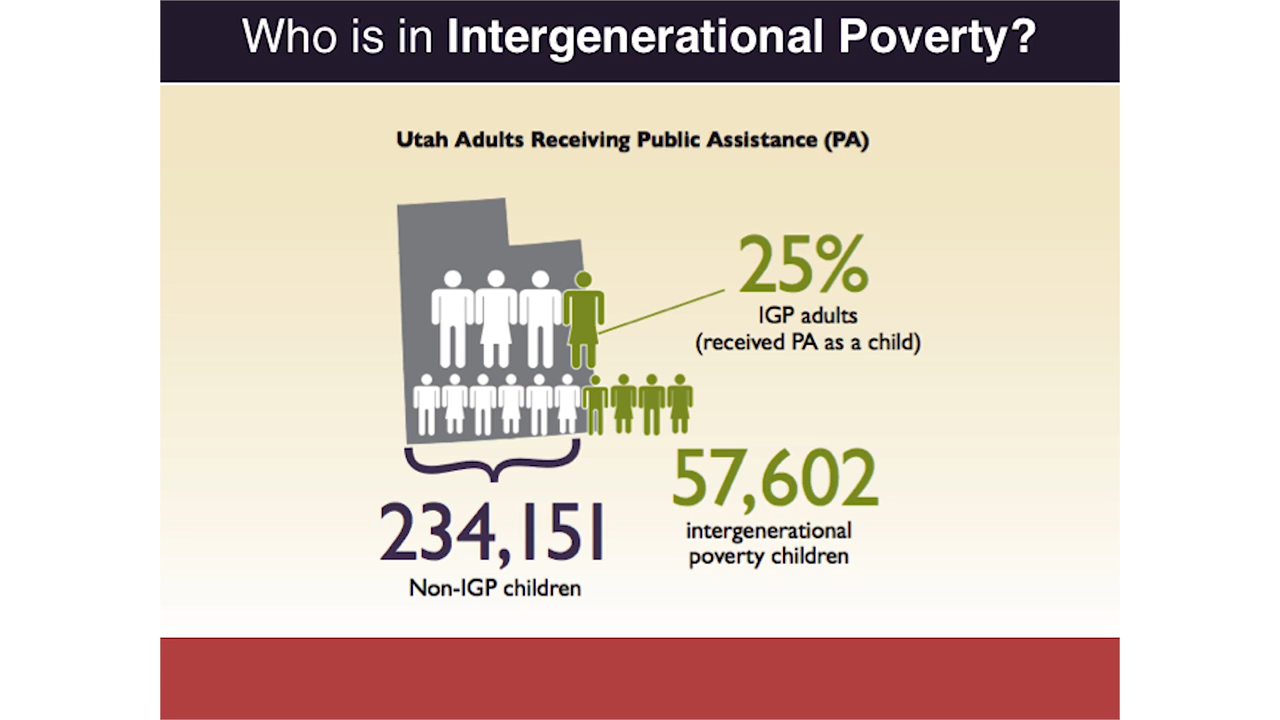 Who is in Intergenerational Poverty?
Utah Adults Receiving Public Assistance (PA)
25%
IGP adults
(received PA as a child)
57,602
intergenerational
poverty children
234,151
Non-IGP children